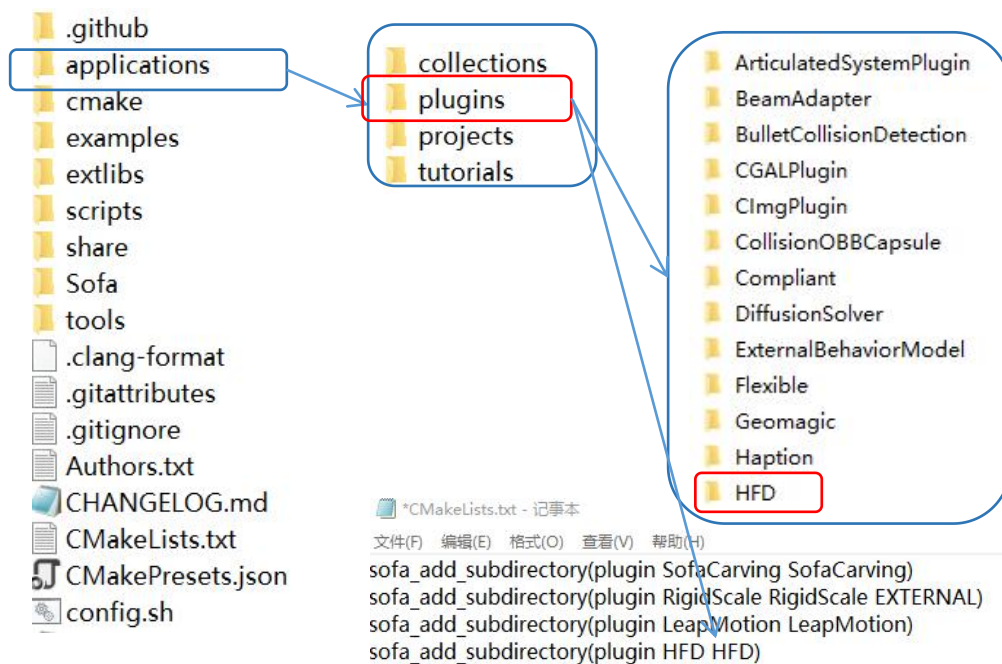 .github
applications
cmake
examples
extlibs
scripts
share
Sofa
tools
.clang-format
.gitattributes
.gitignore
Authors.txt
CHANGELOG.md
CMakeLists.txt
CMakePresets.json
config.sh
collections
plugins
projects
tutorials
ArticulatedSystemPlugin
BeamAdapter
BulletCollisionDetection
CGALPlugin
CImgPlugin
CollisionOBBCapsule
Compliant
DiffusionSolver
ExternalBehaviorModel
Flexible
Geomagic
Haption
HFD
*CMakeLists.txt - 记事本
文件(F) 编辑(E) 格式(O) 查看(V) 帮助(H)
sofa_add_subdirectory(plugin SofaCarving SofaCarving)
sofa_add_subdirectory(plugin RigidScale RigidScale EXTERNAL)
sofa_add_subdirectory(plugin LeapMotion LeapMotion)
sofa_add_subdirectory(plugin HFD HFD)